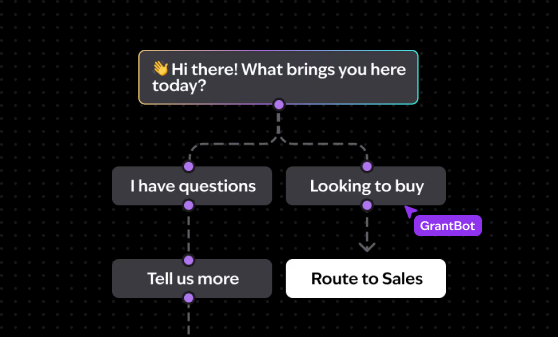 👋 Hi there! What brings you here
today?
I have questions
Looking to buy
GrantBot
Tell us more
Route to Sales